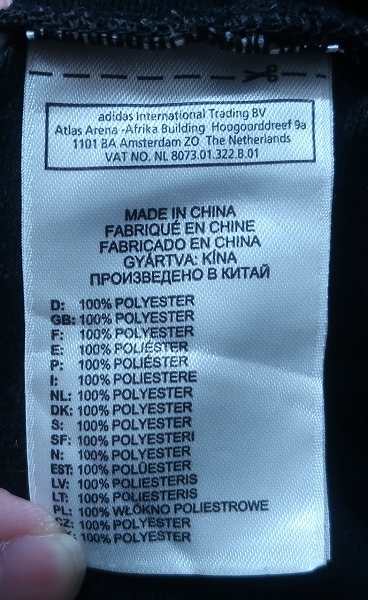 adidas International Trading BV
Atlas Arena -Afrika Building Hoogoorddreef 9a
1101 BA Amsterdam ZO The Netherlands
VAT NO. NL 8073.01.322.B.01
MADE IN CHINA
FABRIQUÉ EN CHINE
FABRICADO EN CHINA
GYÁRTVA: KÍNA
ПРОИЗВЕДЕНО В КИТАЙ
D: 100% POLYESTER
GB: 100% POLYESTER
F: 100% POLYESTER
E: 100% POLIÉSTER
P: 100% POLIÉSTER
I: 100% POLIESTERE
NL: 100% POLYESTER
DK: 100% POLYESTER
S: 100% POLYESTER
SF: 100% POLYESTERI
N: 100% POLYESTER
EST: 100% POLÜESTER
LV: 100% POLIESTERIS
LT: 100% POLIESTERIS
PL: 100% WŁÓKNO POLIESTROWE
CZ: 100% POLYESTER
100% POLYESTER